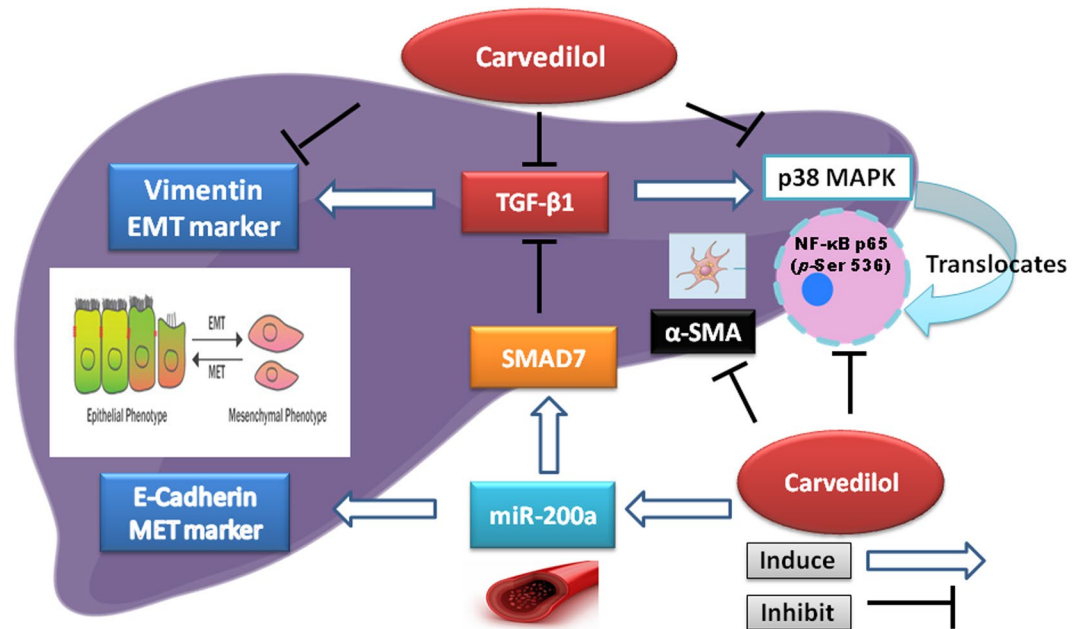 Carvedilol
Vimentin
EMT marker
TGF-β1
p38 MAPK
NF-κB p65
(p-Ser 536)
Translocates
EMT
MET
Epithelial Phenotype
Mesenchymal Phenotype
SMAD7
α-SMA
E-Cadherin
MET marker
miR-200a
Carvedilol
Induce
Inhibit